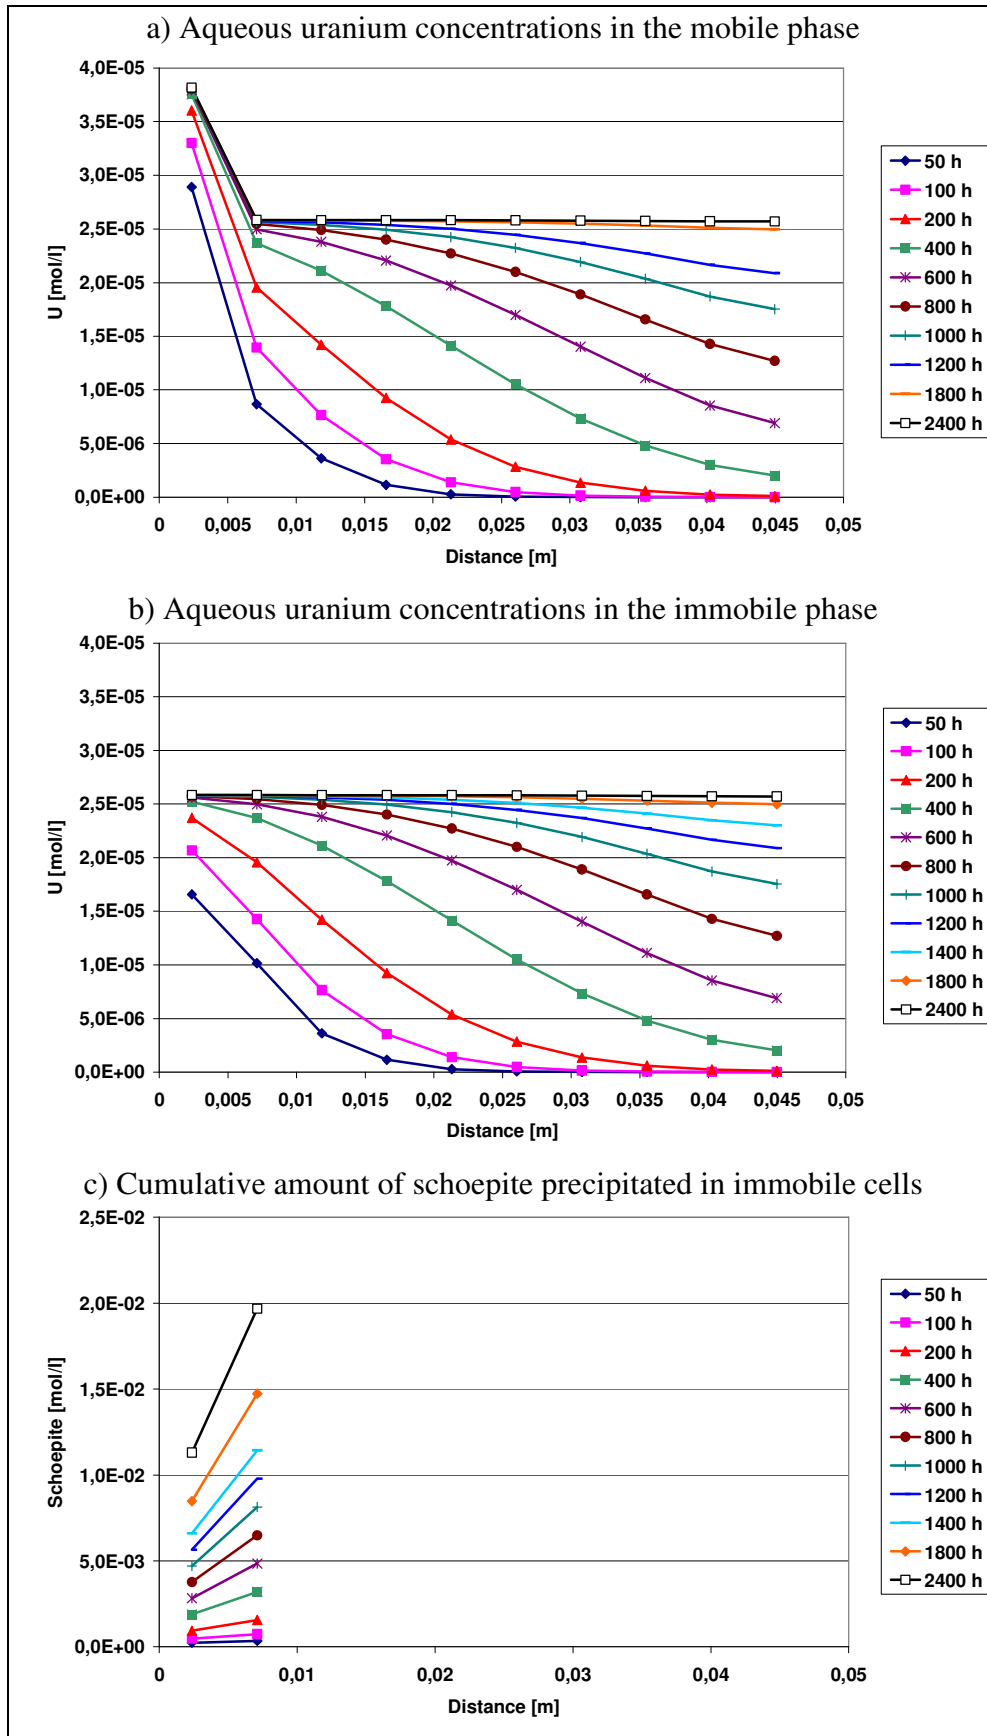 a) Aqueous uranium concentrations in the mobile phase
4,0E-05
3,5E-05
3,0E-05
2,5E-05
2,0E-05
1,5E-05
1,0E-05
5,0E-06
0,0E+00
U [mol/l]
0 0,005 0,01 0,015 0,02 0,025 0,03 0,035 0,04 0,045 0,05
Distance [m]
50 h
100 h
200 h
400 h
600 h
800 h
1000 h
1200 h
1800 h
2400 h
b) Aqueous uranium concentrations in the immobile phase
4,0E-05
3,5E-05
3,0E-05
2,5E-05
2,0E-05
1,5E-05
1,0E-05
5,0E-06
0,0E+00
U [mol/l]
0 0,005 0,01 0,015 0,02 0,025 0,03 0,035 0,04 0,045 0,05
Distance [m]
50 h
100 h
200 h
400 h
600 h
800 h
1000 h
1200 h
1400 h
1800 h
2400 h
c) Cumulative amount of schoepite precipitated in immobile cells
2,5E-02
2,0E-02
1,5E-02
1,0E-02
5,0E-03
0,0E+00
Schoepite [mol/l]
0 0,01 0,02 0,03 0,04 0,05
Distance [m]
50 h
100 h
200 h
400 h
600 h
800 h
1000 h
1200 h
1400 h
1800 h
2400 h